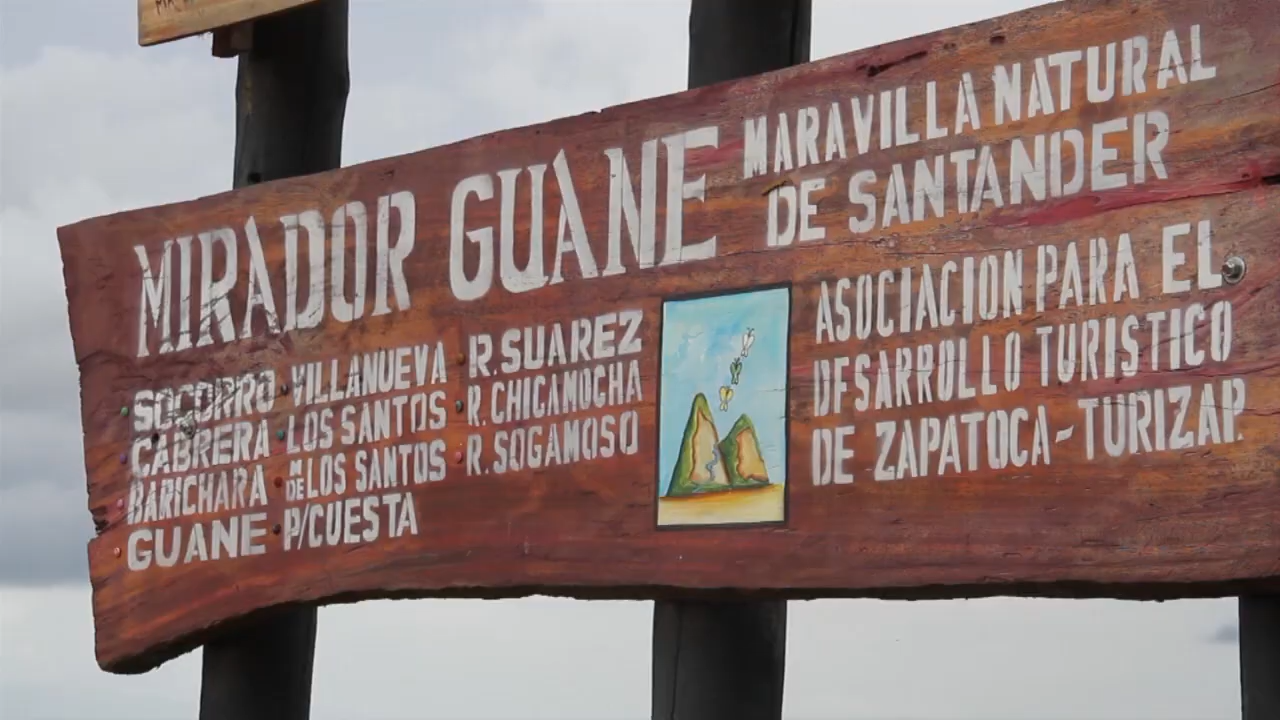 MIRADOR GUANE
MARAVILLA NATURAL
DE SANTANDER
SOCORRO
CABRERA
BARICHARA
GUANE
VILLANUEVA
LOS SANTOS
M DE LOS SANTOS
P/CUESTA
R. SUAREZ
R. CHICAMOCHA
R. SOGAMOSO
ASOCIACION PARA EL
DESARROLLO TURISTICO
DE ZAPATOCA - TURIZAP.